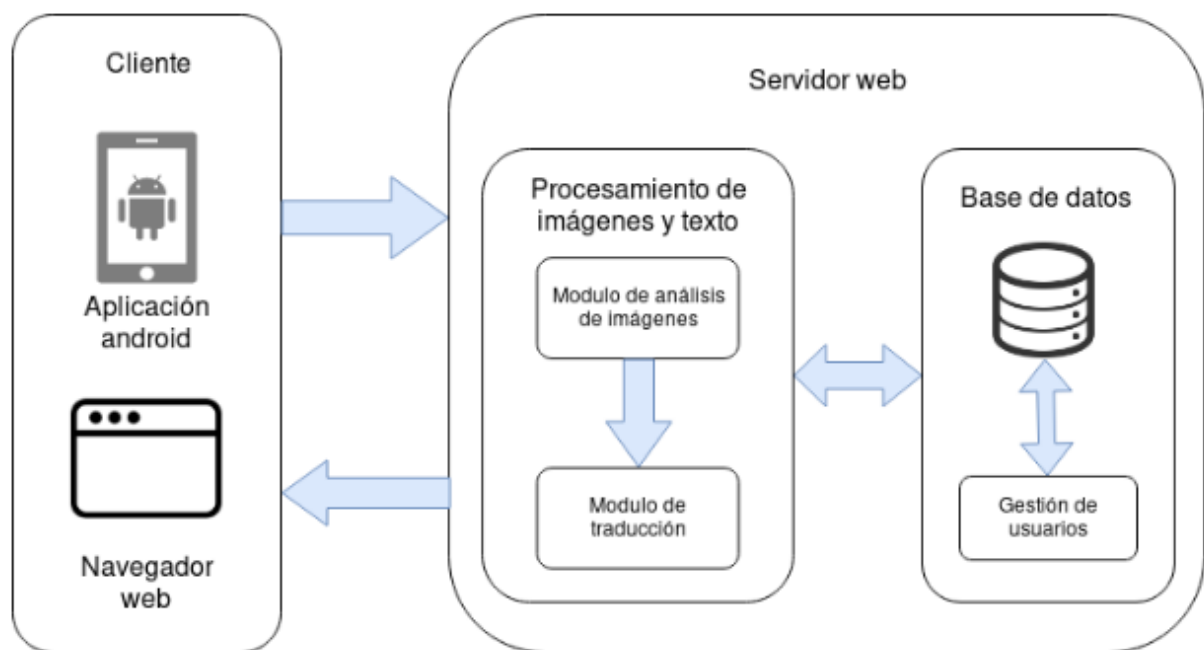 Cliente
Aplicación
android
Navegador
web
Servidor web
Procesamiento de
imágenes y texto
Modulo de análisis
de imágenes
Modulo de
traducción
Base de datos
Gestión de
usuarios